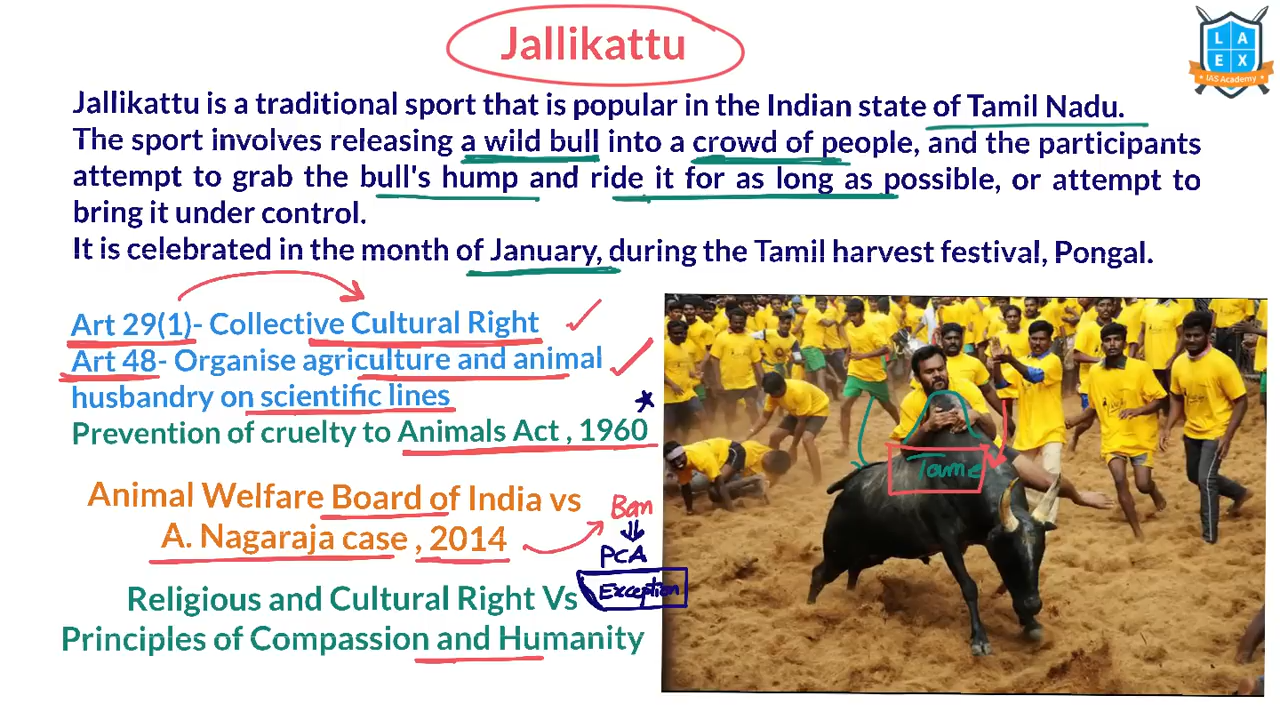 Jallikattu
L A
E X
IAS Academy
Jallikattu is a traditional sport that is popular in the Indian state of Tamil Nadu.
The sport involves releasing a wild bull into a crowd of people, and the participants
attempt to grab the bull's hump and ride it for as long as possible, or attempt to
bring it under control.
It is celebrated in the month of January, during the Tamil harvest festival, Pongal.
Art 29(1)- Collective Cultural Right
Art 48- Organise agriculture and animal
husbandry on scientific lines
Prevention of cruelty to Animals Act , 1960
Animal Welfare Board of India vs
A. Nagaraja case , 2014
Ban
PCA
Exception
Religious and Cultural Right Vs
Principles of Compassion and Humanity
Tame